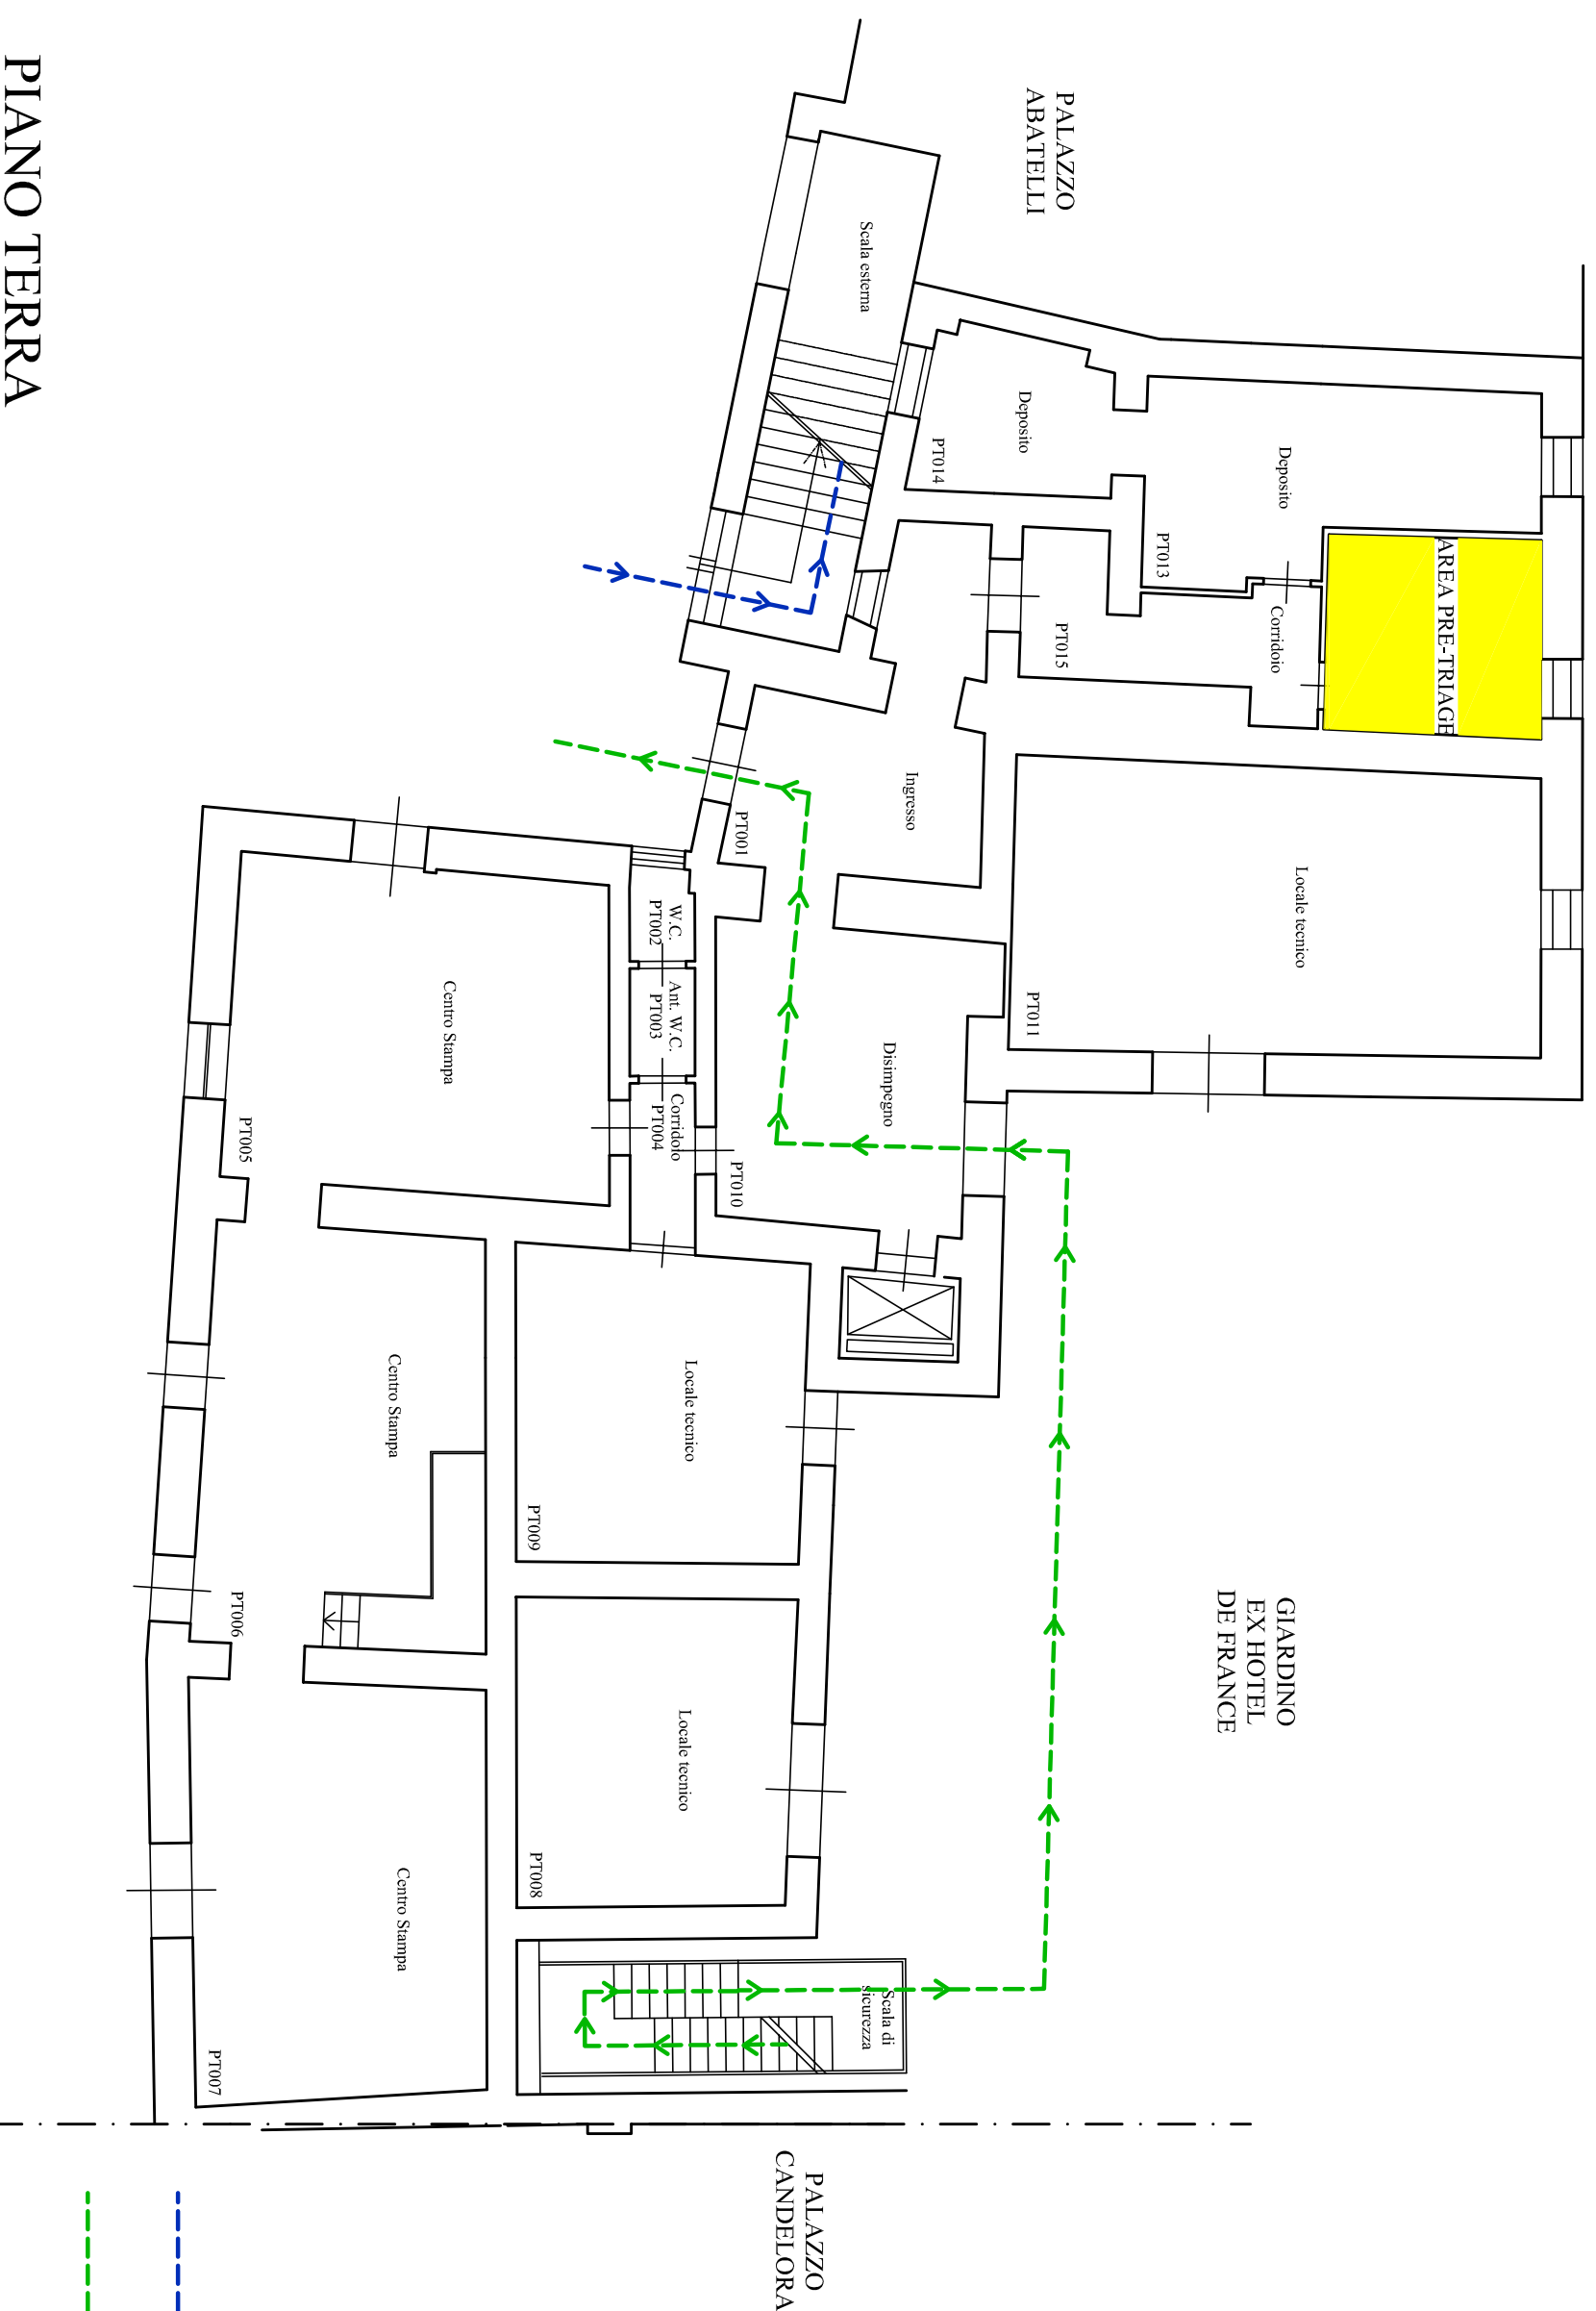 PIANO TERRA
PALAZZO
ABATELLI
Scala esterna
Deposito
PT014
Deposito
PT013
AREA PRE-TRIAGE
Corridoio
PT015
Ingresso
PT001
Locale tecnico
PT011
W.C.
PT002
Ant. W.C.
PT003
Corridoio
PT004
Disimpegno
PT010
Centro Stampa
PT005
Centro Stampa
PT006
Locale tecnico
PT009
Locale tecnico
PT008
Centro Stampa
PT007
Scala di
sicurezza
GIARDINO
EX HOTEL
DE FRANCE
PALAZZO
CANDELORA